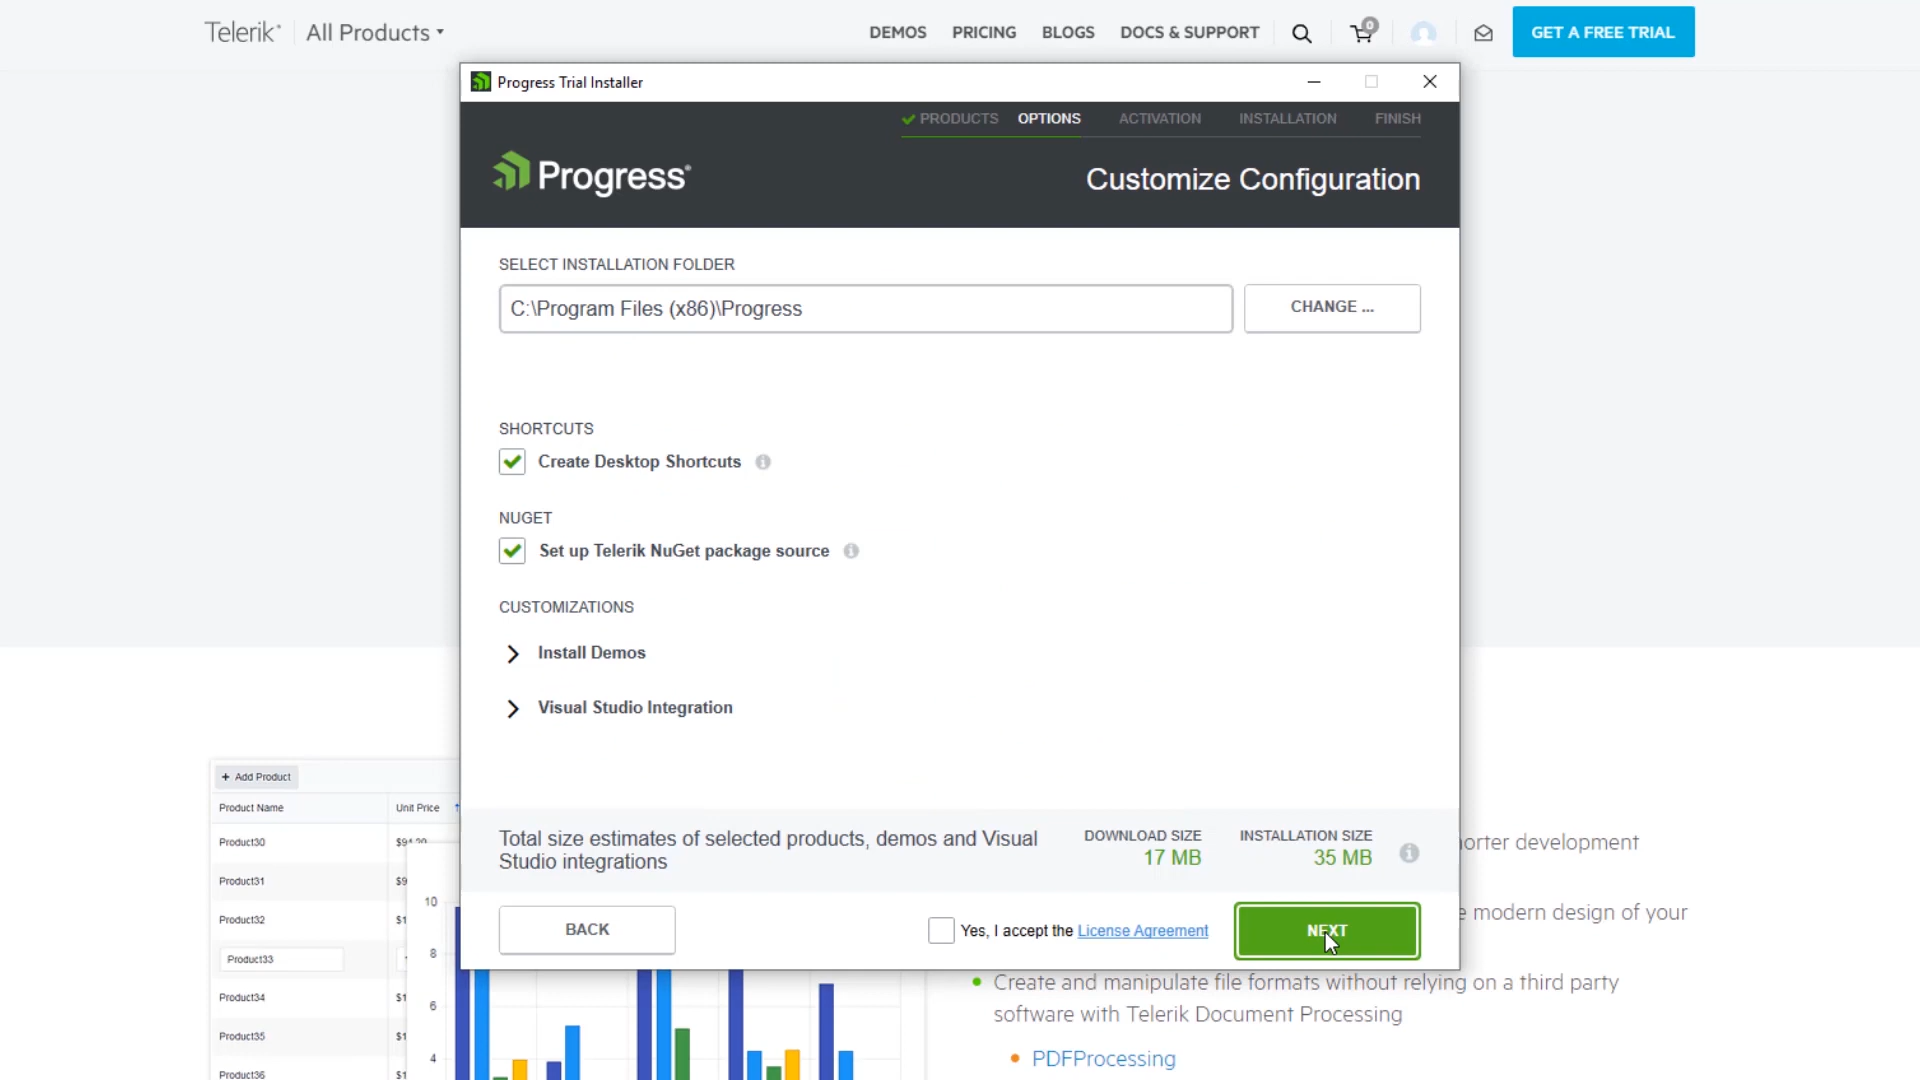 Telerik
All Products
DEMOS PRICING BLOGS DOCS & SUPPORT
0
GET A FREE TRIAL
Progress Trial Installer
PRODUCTS OPTIONS ACTIVATION INSTALLATION FINISH
Progress®
Customize Configuration
SELECT INSTALLATION FOLDER
C:\Program Files (x86)\Progress
CHANGE ...
SHORTCUTS
Create Desktop Shortcuts
NUGET
Set up Telerik NuGet package source
CUSTOMIZATIONS
Install Demos
Visual Studio Integration
Total size estimates of selected products, demos and Visual
Studio integrations
DOWNLOAD SIZE
17 MB
INSTALLATION SIZE
35 MB
BACK
Yes, I accept the License Agreement
NEXT
+ Add Product
Product Name Unit Price
Product30
Product31
Product32
Product33
Product34
Product35
Product36
10
8
6
4
development
modern design of your
Create and manipulate file formats without relying on a third party
software with Telerik Document Processing
PDFProcessing